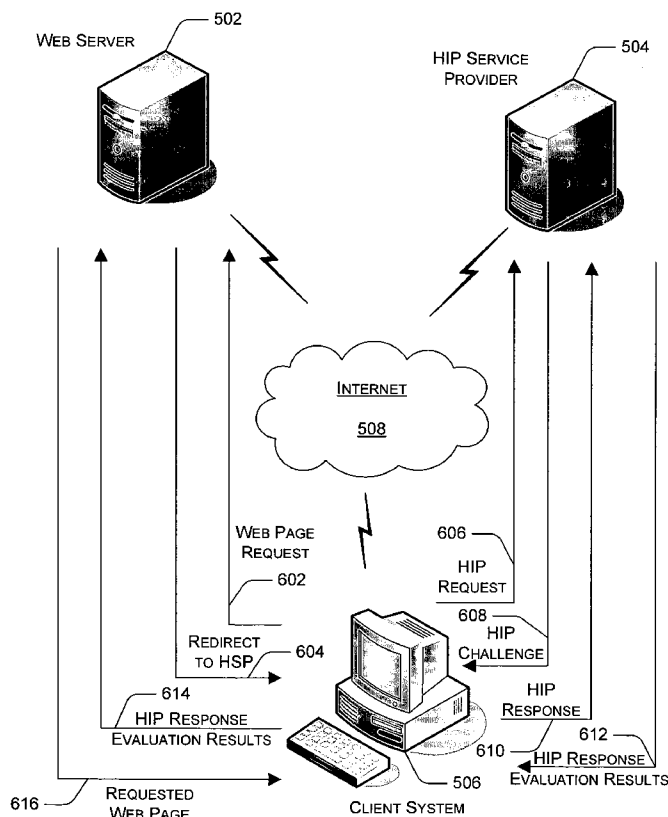 WEB SERVER
502
HIP SERVICE
PROVIDER
504
INTERNET
508
WEB PAGE
REQUEST
602
606
HIP
REQUEST
608
HIP
CHALLENGE
REDIRECT
TO HSP
604
614
HIP RESPONSE
EVALUATION RESULTS
HIP
RESPONSE
610
612
HIP RESPONSE
EVALUATION RESULTS
506
616
REQUESTED
WEB PAGE
CLIENT SYSTEM